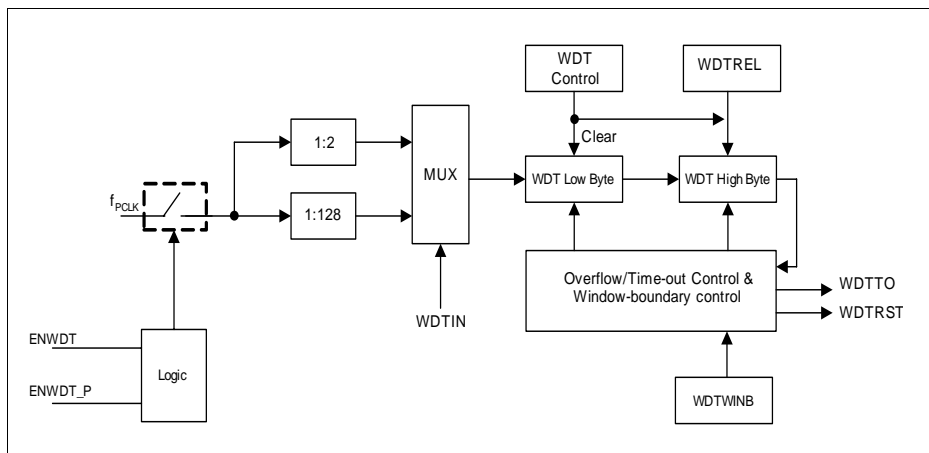 WDT
Control
WDTREL
1:2
Clear
MUX
WDT Low Byte
WDT High Byte
fPCLK
1:128
Overflow/Time-out Control &
Window-boundary control
WDTTO
WDTIN
WDTRST
ENWDT
Logic
ENWDT_P
WDTWINB